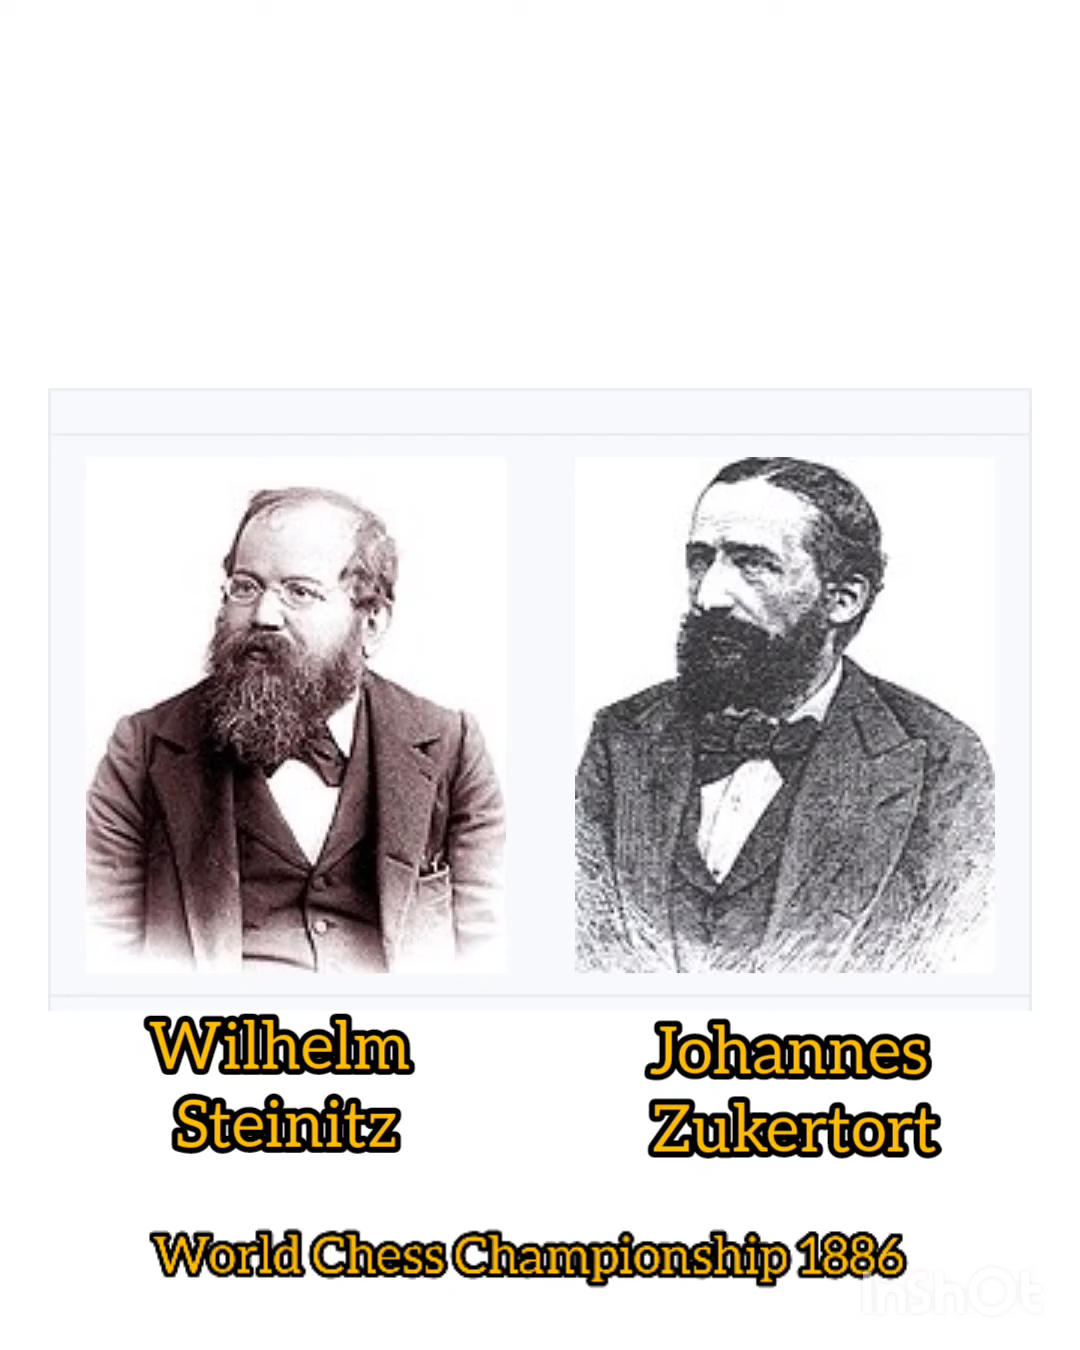 Wilhelm
Steinitz
Johannes
Zukertort
World Chess Championship 1886
InShOt